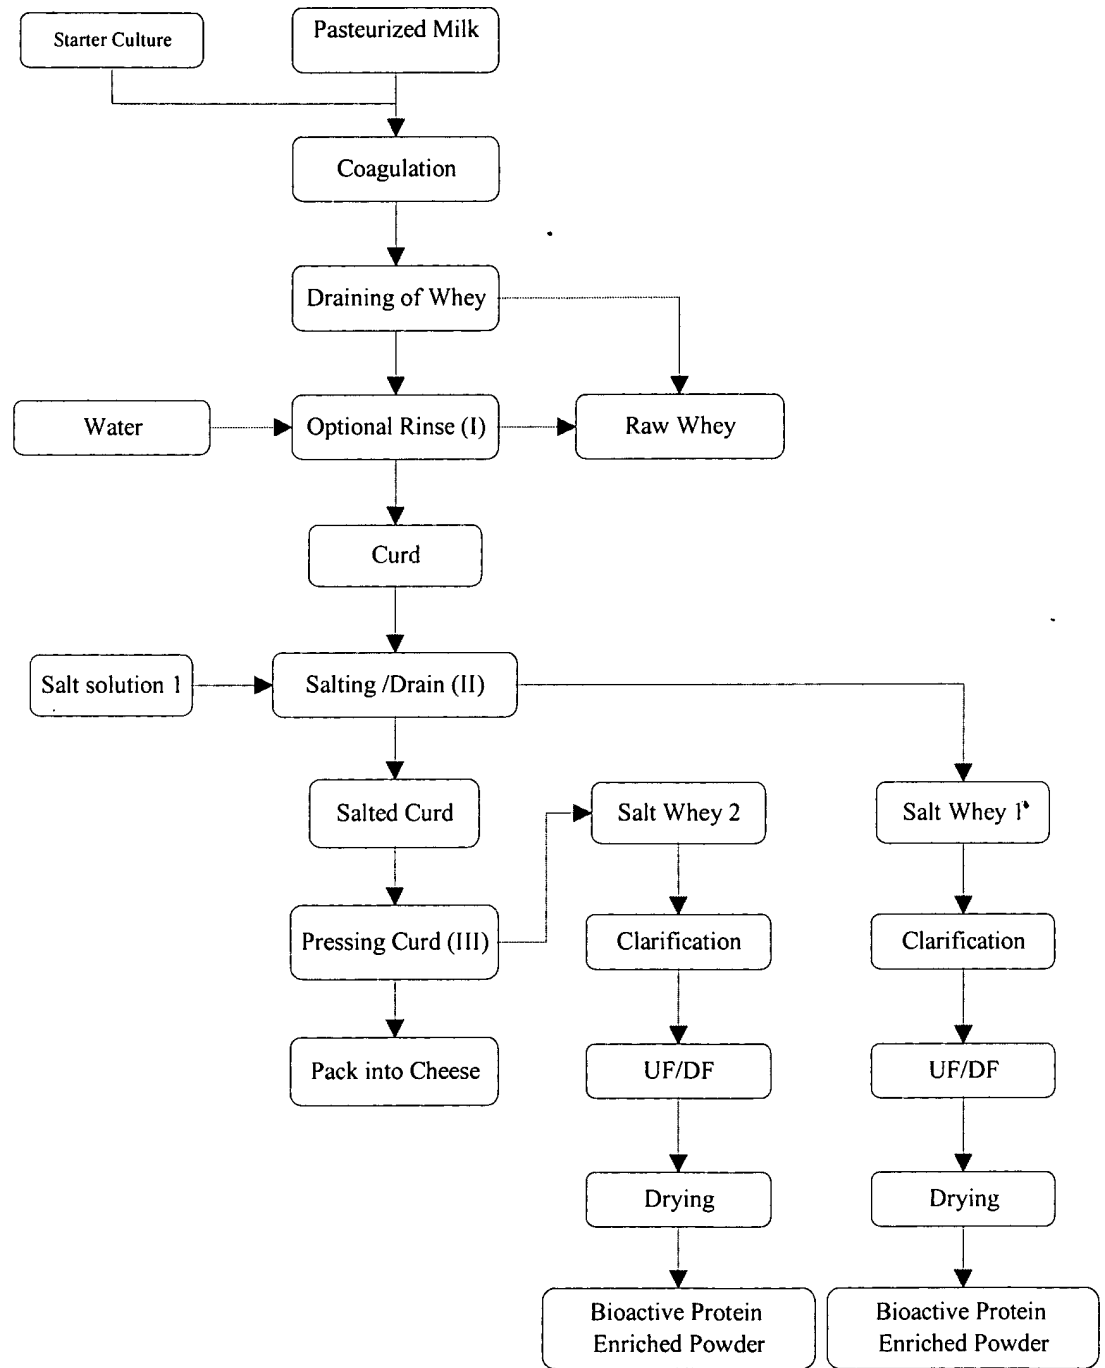 Starter Culture
Pasteurized Milk
Coagulation
Draining of Whey
Water
Optional Rinse (I)
Raw Whey
Curd
Salt solution 1
Salting /Drain (II)
Salted Curd
Salt Whey 2
Salt Whey 1
Pressing Curd (III)
Clarification
Clarification
Pack into Cheese
UF/DF
UF/DF
Drying
Drying
Bioactive Protein
Enriched Powder
Bioactive Protein
Enriched Powder